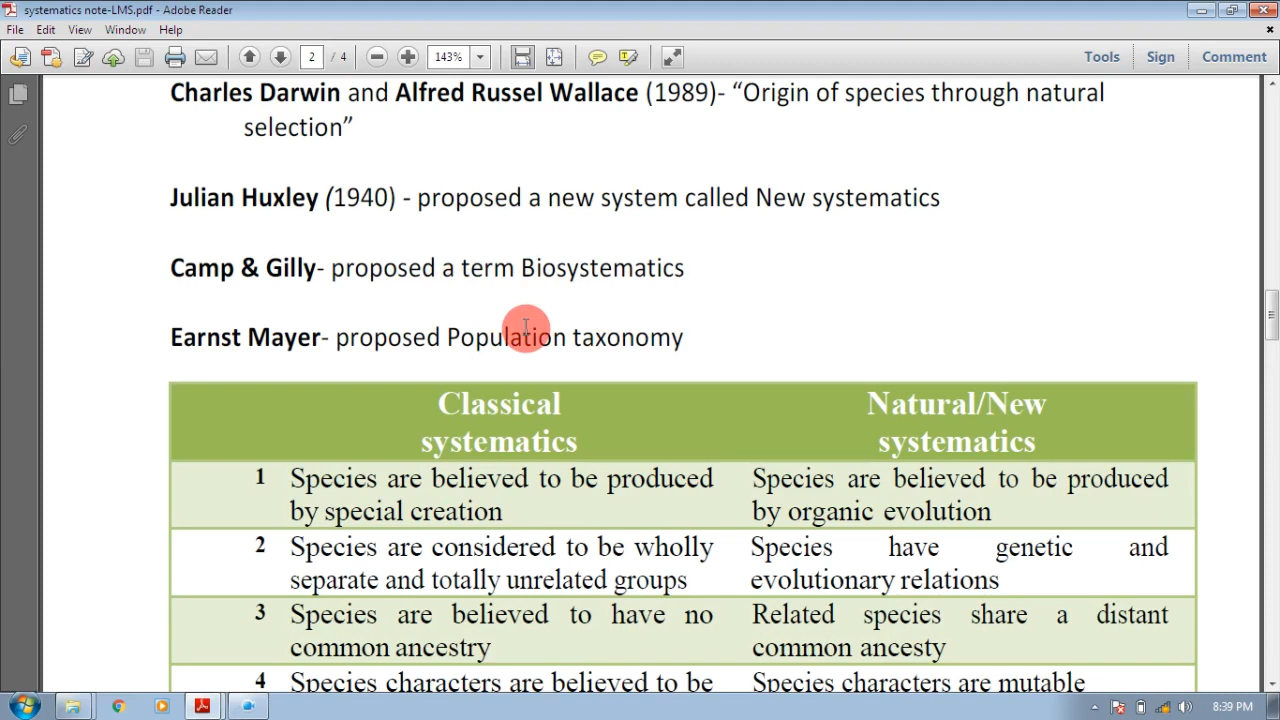 systematics note-LMS.pdf - Adobe Reader
File Edit View Window Help
2 / 4 143% Tools Sign Comment
Charles Darwin and Alfred Russel Wallace (1989)- “Origin of species through natural
selection”
Julian Huxley (1940) - proposed a new system called New systematics
Camp & Gilly- proposed a term Biosystematics
Earnst Mayer- proposed Population taxonomy
Classical
systematics
Natural/New
systematics
1 Species are believed to be produced
by special creation
Species are believed to be produced
by organic evolution
2 Species are considered to be wholly
separate and totally unrelated groups
Species have genetic and
evolutionary relations
3 Species are believed to have no
common ancestry
Related species share a distant
common ancesty
4 Species characters are believed to be
Species characters are mutable
8:39 PM